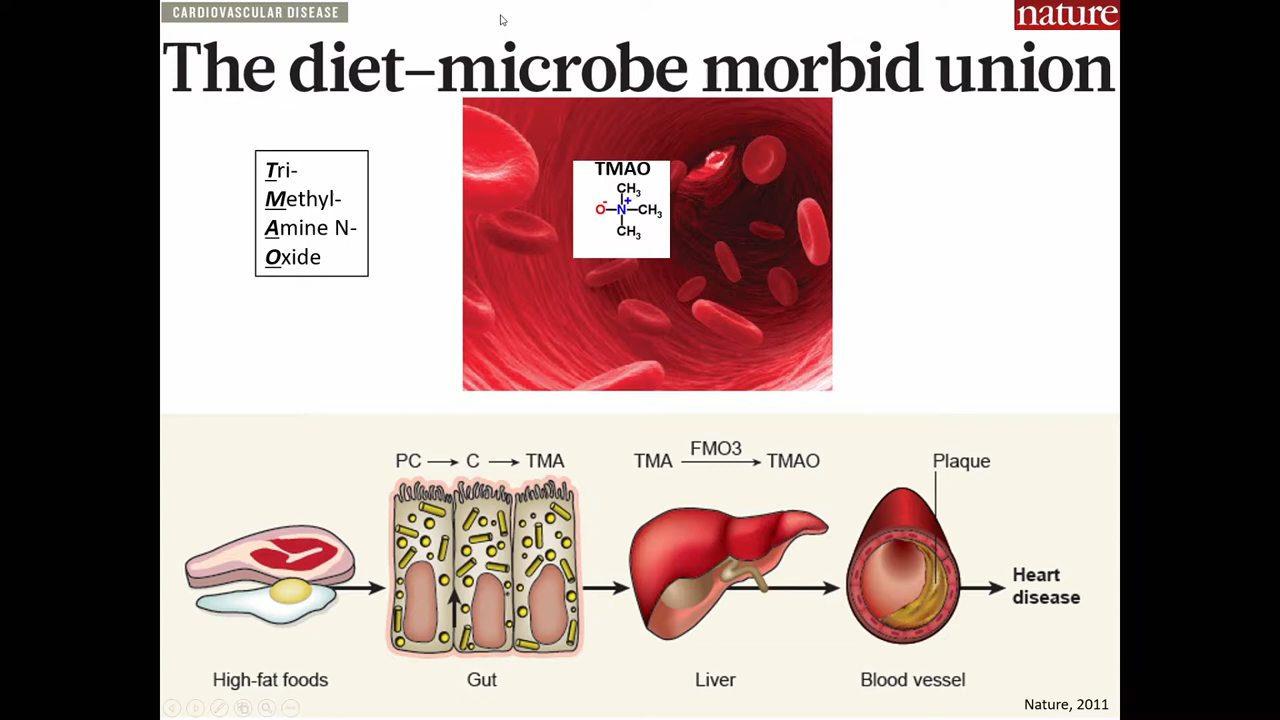 CARDIOVASCULAR DISEASE
nature
The diet–microbe morbid union
Tri-
Methyl-
Amine N-
Oxide
TMAO
CH3
O- N+ CH3
CH3
PC → C → TMA
FMO3
TMA → TMAO
Plaque
Heart
disease
High-fat foods
Gut
Liver
Blood vessel
Nature, 2011